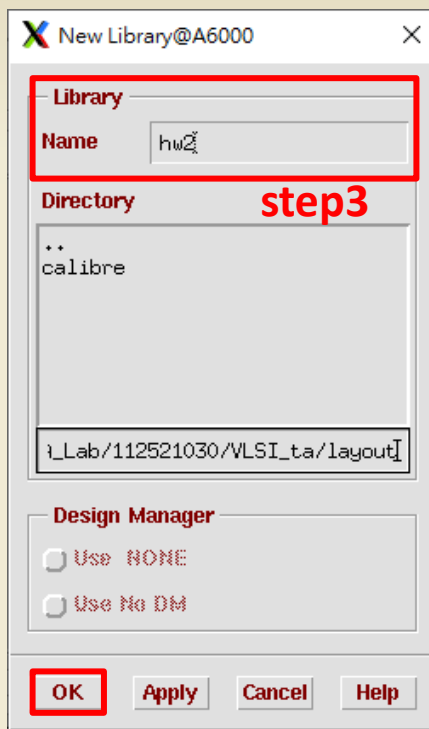 New Library@A6000
Library
Name hw2
Directory
step3
..
calibre
_Lab/112521030/VLSI_ta/layout
Design Manager
Use NONE
Use No DM
OK Apply Cancel Help